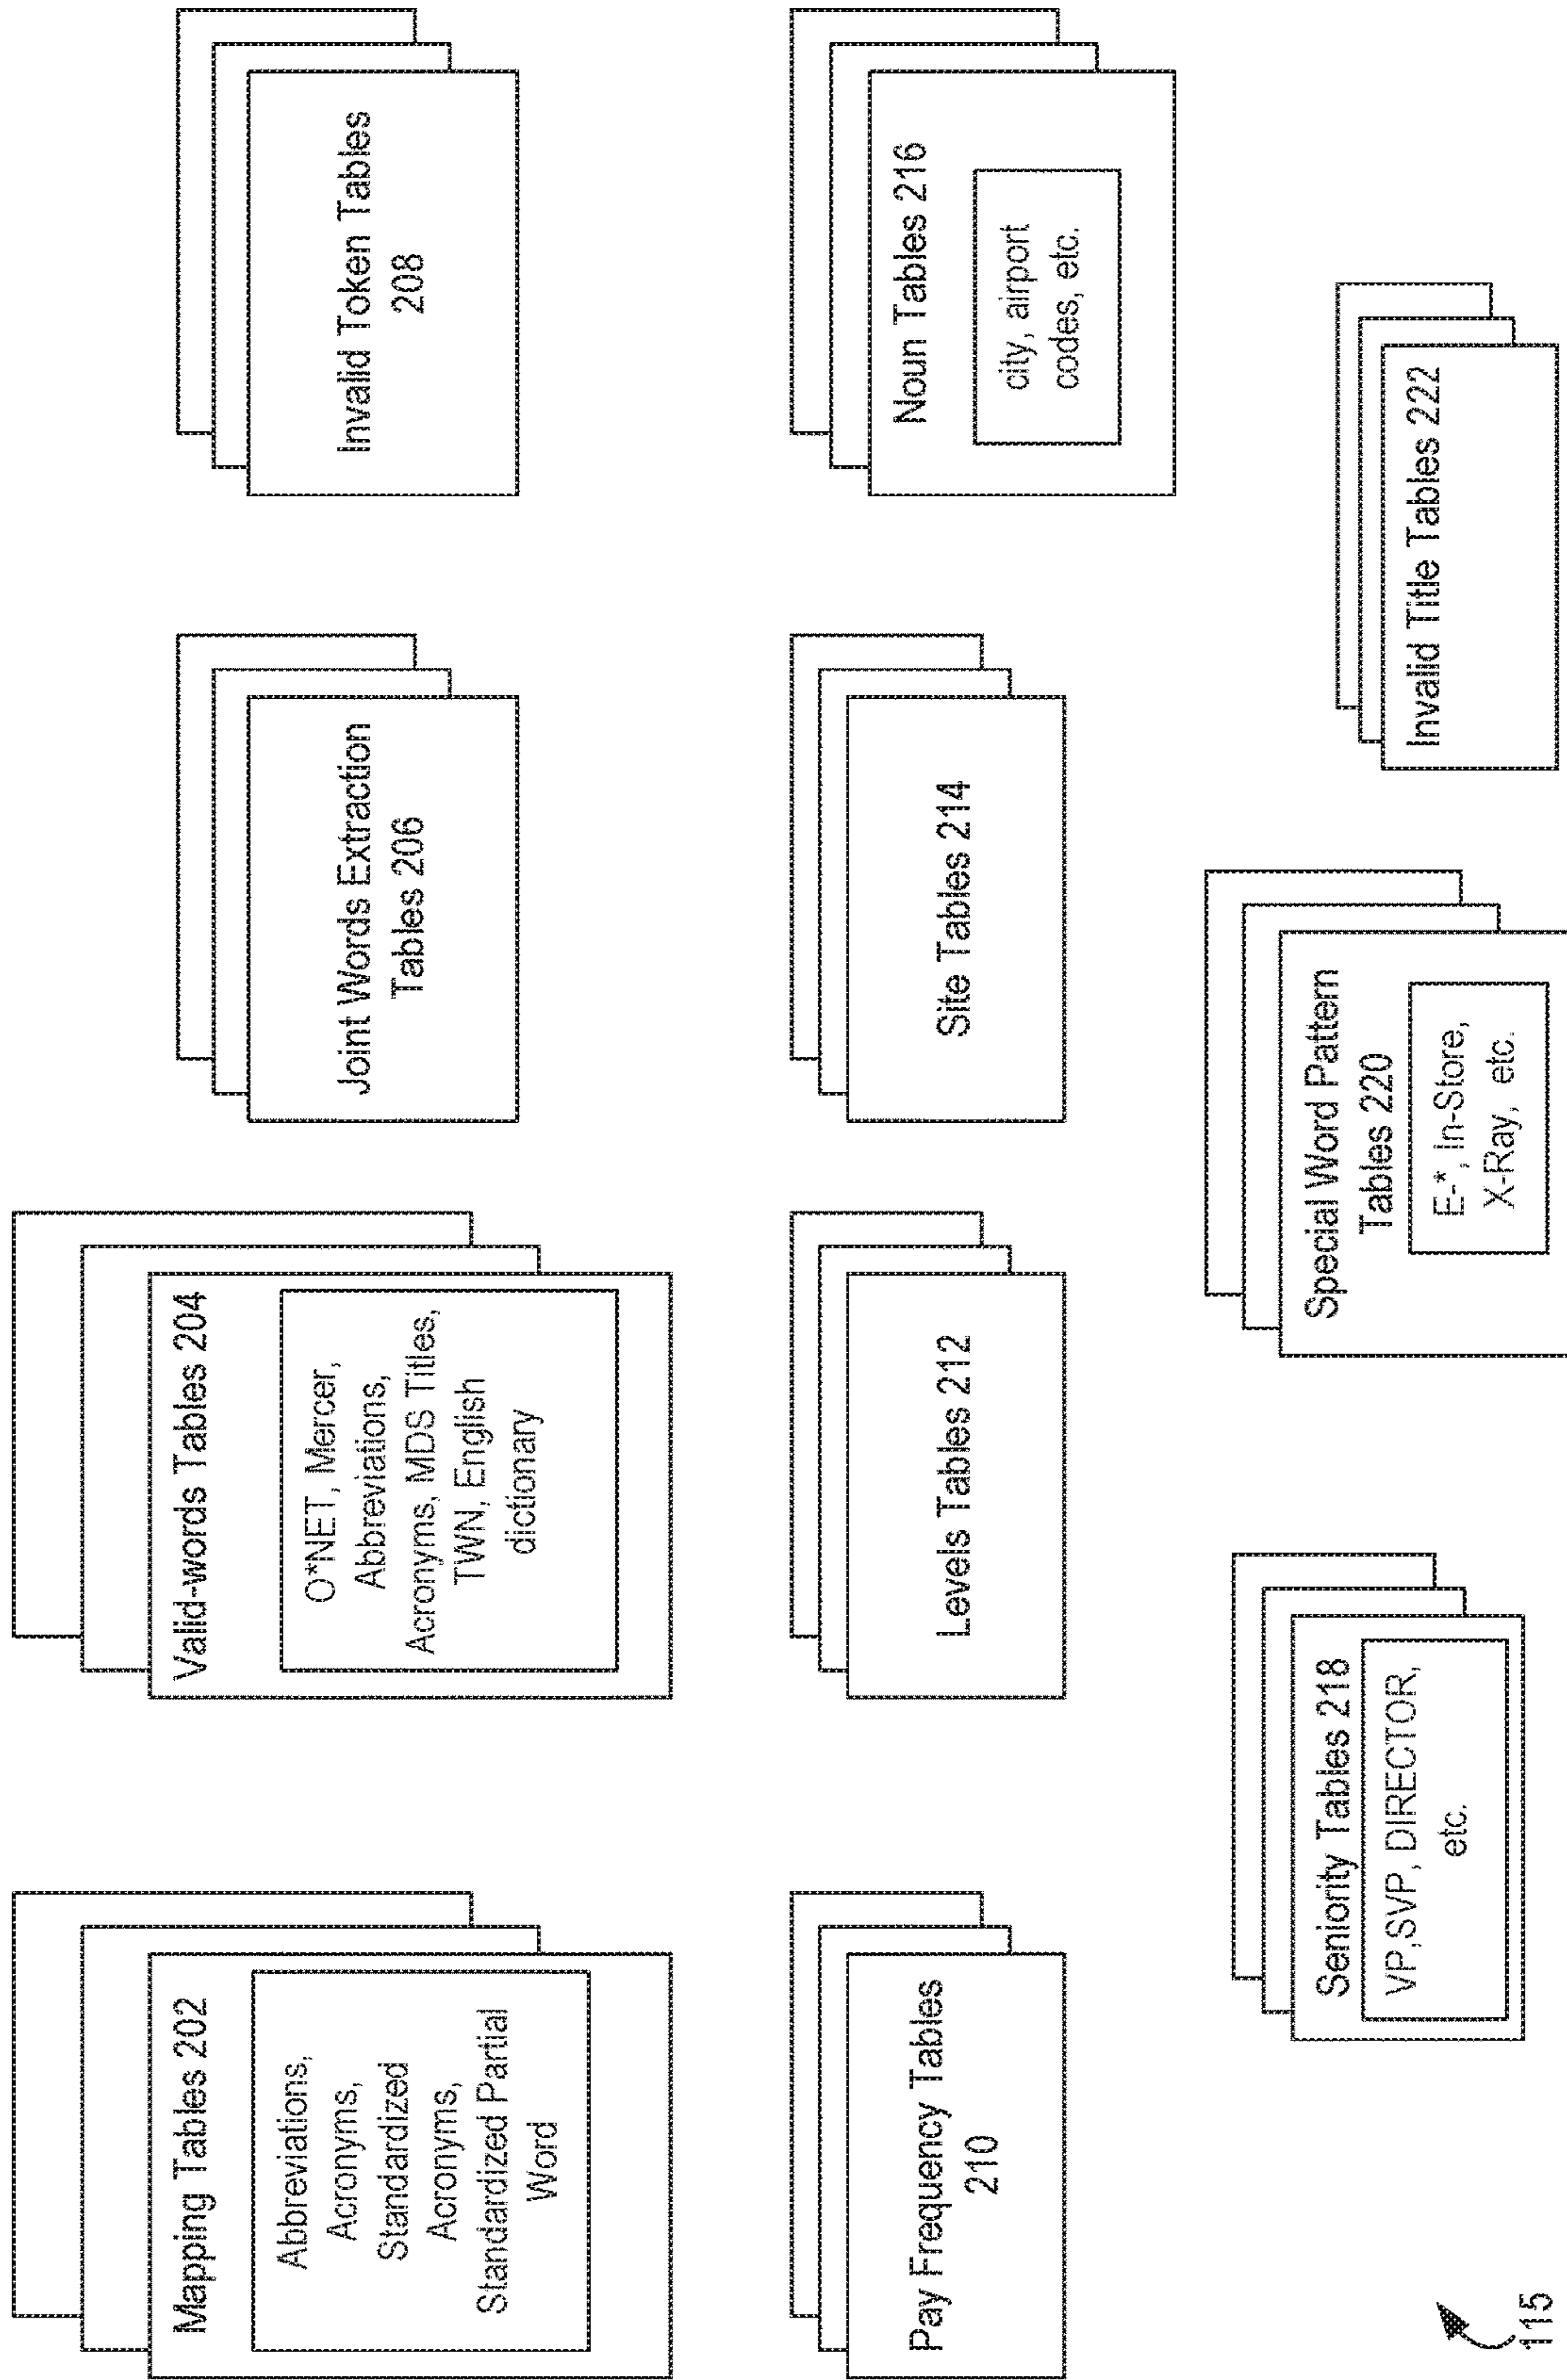 Mapping Tables 202
Abbreviations,
Acronyms,
Standardized
Acronyms,
Standardized Partial
Word
Valid-words Tables 204
O*NET, Mercer,
Abbreviations,
Acronyms, MDS Titles,
TWN, English
dictionary
Joint Words Extraction
Tables 206
Invalid Token Tables
208
Pay Frequency Tables
210
Levels Tables 212
Site Tables 214
Noun Tables 216
city, airport
codes, etc.
Seniority Tables 218
VP,SVP, DIRECTOR,
etc.
Special Word Pattern
Tables 220
E-*, In-Store,
X-Ray, etc.
Invalid Title Tables 222
115